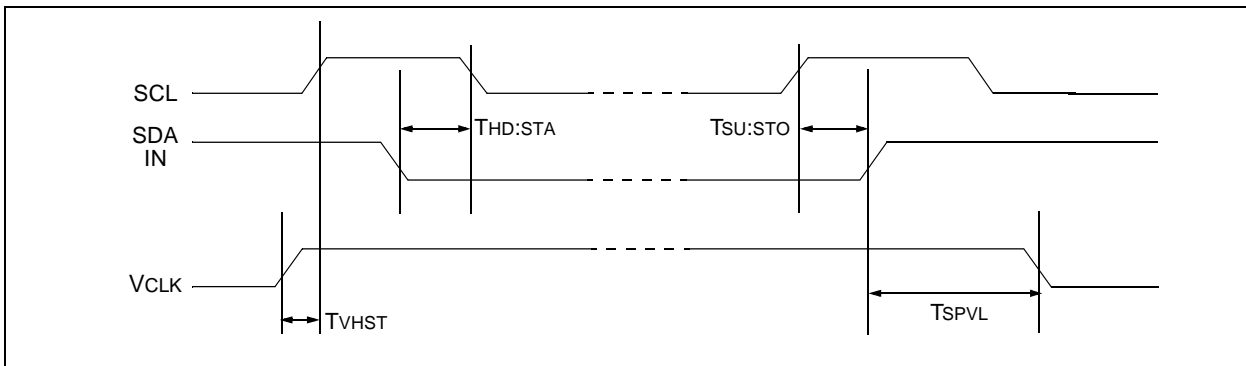 SCL
THD:STA
TSU:STO
SDA
IN
VCLK
TVHST
TSPVL